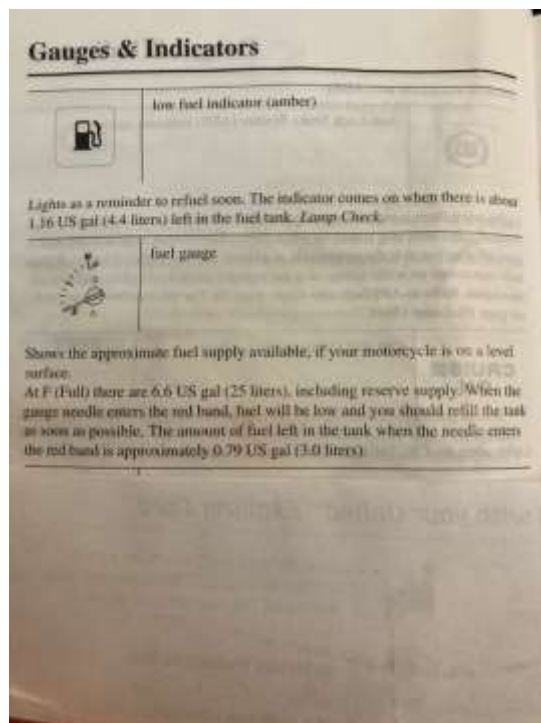 Gauges & Indicators
low fuel indicator (amber)
Lights as a reminder to refuel soon. The indicator comes on when there is about
1.16 US gal (4.4 liters) left in the fuel tank. Lamp Check.
fuel gauge
Shows the approximate fuel supply available, if your motorcycle is on a level
surface.
At F (Full) there are 6.6 US gal (25 liters), including reserve supply. When the
gauge needle enters the red band, fuel will be low and you should refill the tank
as soon as possible. The amount of fuel left in the tank when the needle enters
the red band is approximately 0.79 US gal (3.0 liters)